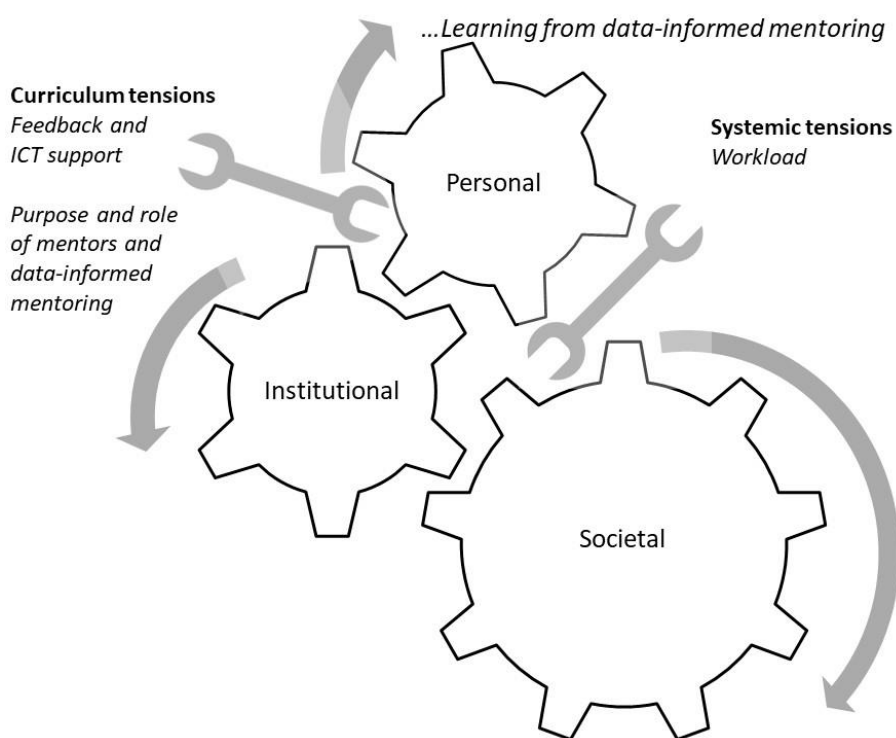 ...Learning from data-informed mentoring
Curriculum tensions
Feedback and
ICT support
Purpose and role
of mentors and
data-informed
mentoring
Systemic tensions
Workload
Personal
Institutional
Societal